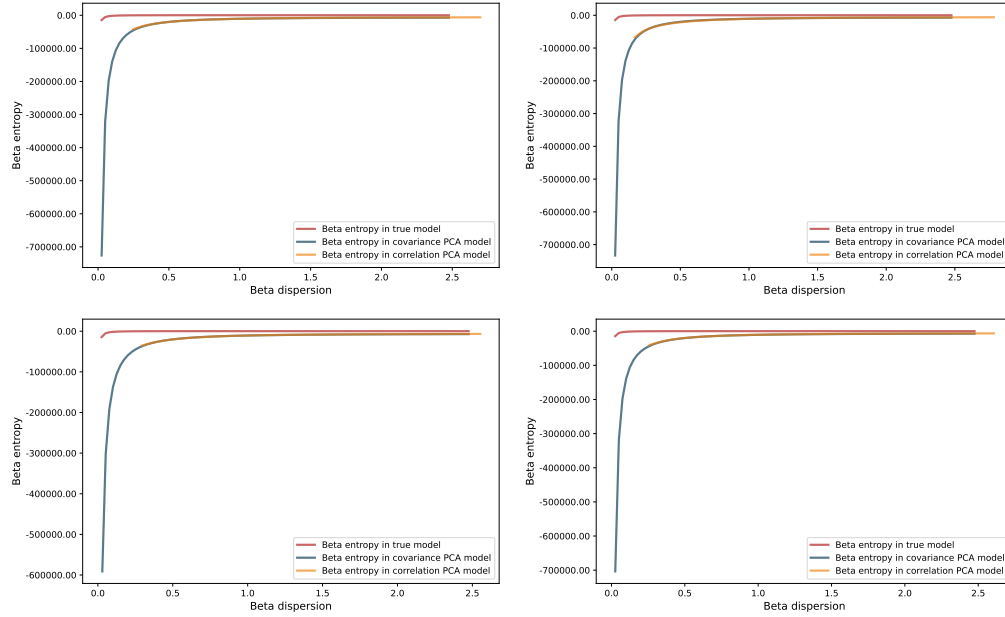 0.00
-100000.00
-200000.00
-300000.00
-400000.00
-500000.00
-600000.00
-700000.00
Beta entropy
Beta entropy in true model
Beta entropy in covariance PCA model
Beta entropy in correlation PCA model
0.0 0.5 1.0 1.5 2.0 2.5
Beta dispersion
0.00
-100000.00
-200000.00
-300000.00
-400000.00
-500000.00
-600000.00
-700000.00
Beta entropy
Beta entropy in true model
Beta entropy in covariance PCA model
Beta entropy in correlation PCA model
0.0 0.5 1.0 1.5 2.0 2.5
Beta dispersion
0.00
-100000.00
-200000.00
-300000.00
-400000.00
-500000.00
-600000.00
Beta entropy
Beta entropy in true model
Beta entropy in covariance PCA model
Beta entropy in correlation PCA model
0.0 0.5 1.0 1.5 2.0 2.5
Beta dispersion
0.00
-100000.00
-200000.00
-300000.00
-400000.00
-500000.00
-600000.00
-700000.00
Beta entropy
Beta entropy in true model
Beta entropy in covariance PCA model
Beta entropy in correlation PCA model
0.0 0.5 1.0 1.5 2.0 2.5
Beta dispersion